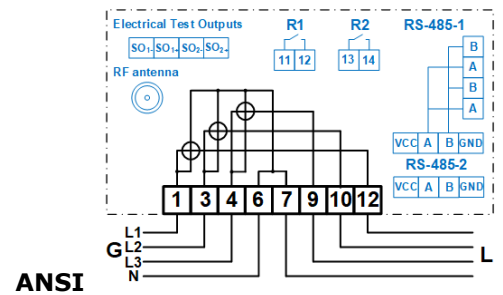 Electrical Test Outputs R1 R2 RS-485-1
SO1- SO1+ SO2- SO2+
11 12
13 14
B
A
B
A
RF antenna
VCC A B GND
RS-485-2
VCC A B GND
1 3 4 6 7 9 10 12
L1
G L2 L
L3
N
ANSI